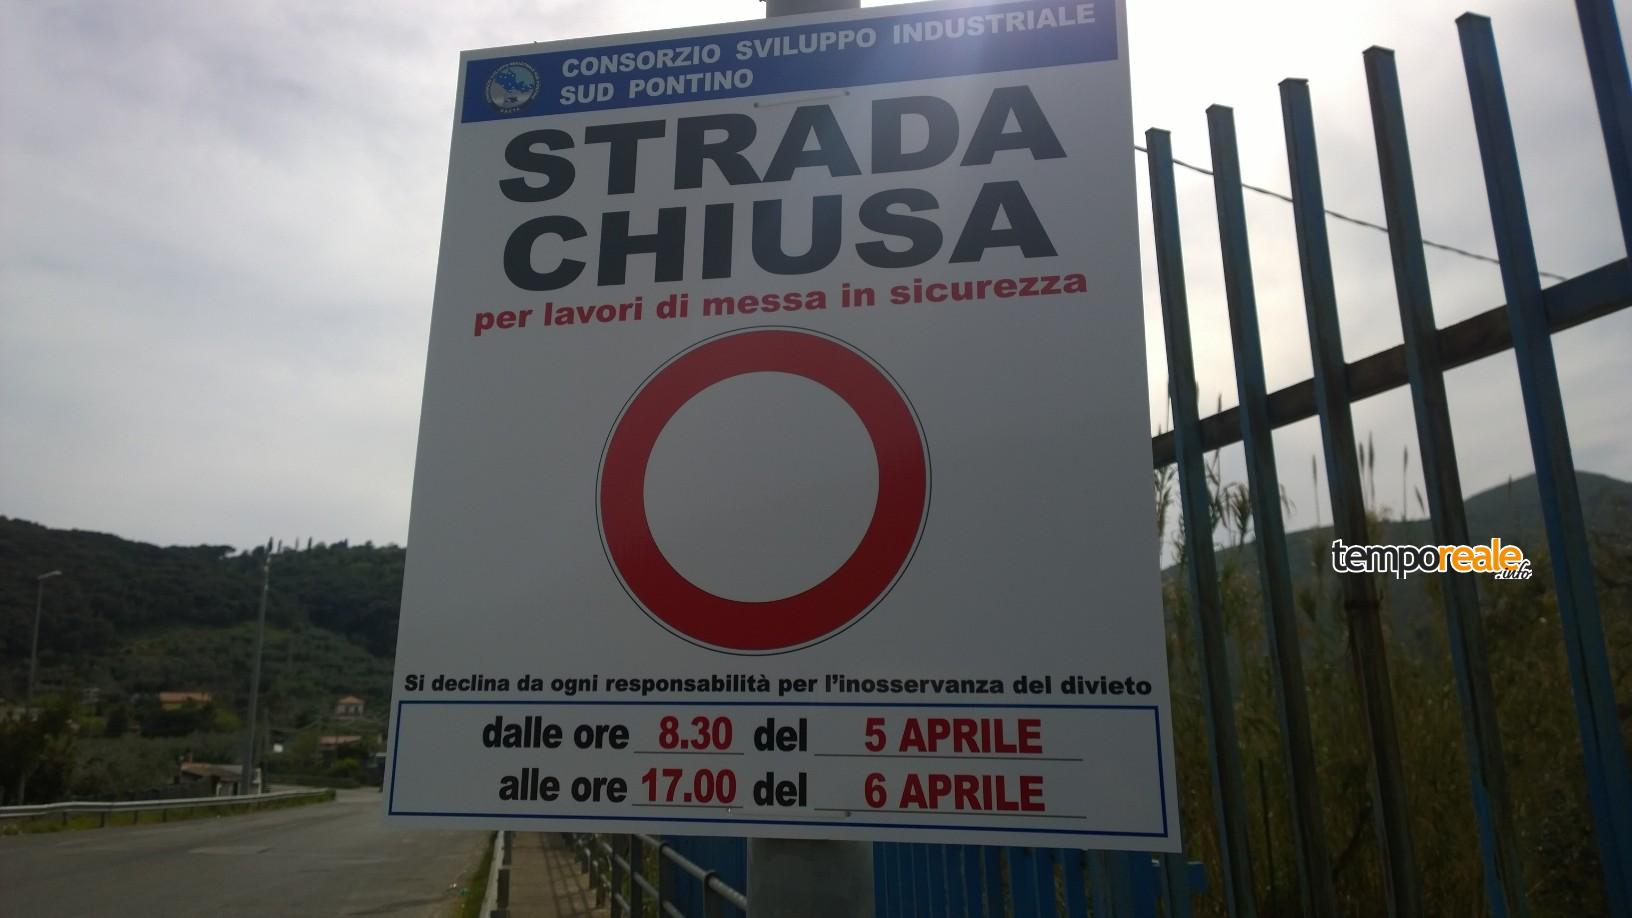 CONSORZIO SVILUPPO INDUSTRIALE
SUD PONTINO
STRADA
CHIUSA
per lavori di messa in sicurezza
Si declina da ogni responsabilità per l'inosservanza del divieto
dalle ore 8.30 del 5 APRILE
alle ore 17.00 del 6 APRILE
temporeale.info